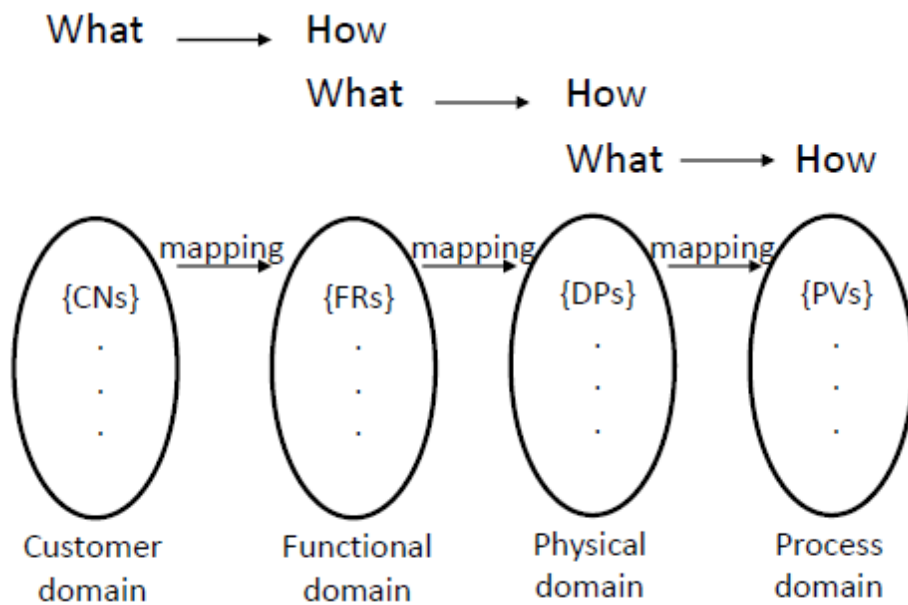 What How
What How
What How
mapping mapping mapping
{CNs} {FRs} {DPs} {PVs}
. . . .
. . . .
. . . .
Customer Functional Physical Process
domain domain domain domain